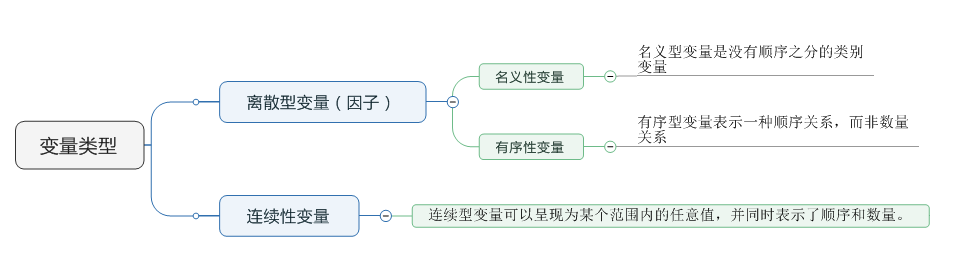 变量类型
离散型变量（因子）
名义性变量
名义型变量是没有顺序之分的类别
变量
有序性变量
有序型变量表示一种顺序关系，而非数量
关系
连续性变量
连续型变量可以呈现为某个范围内的任意值，并同时表示了顺序和数量。